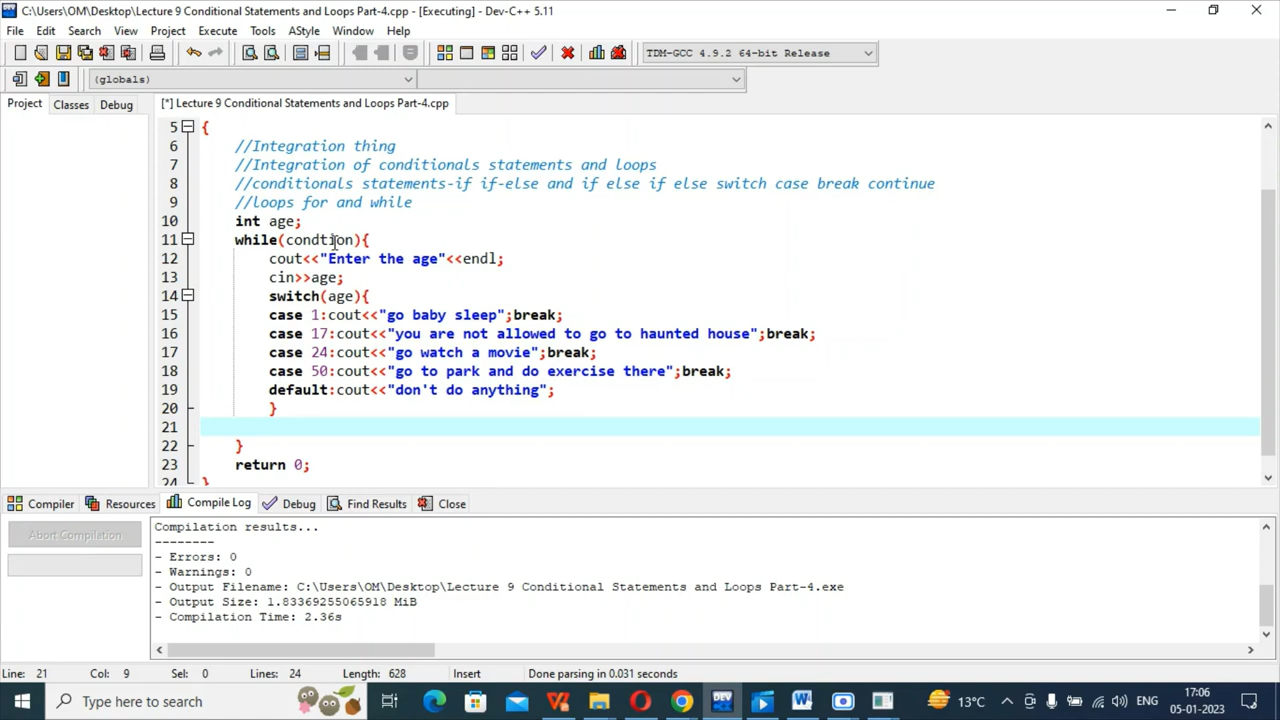 C:\Users\OM\Desktop\Lecture 9 Conditional Statements and Loops Part-4.cpp - [Executing] - Dev-C++ 5.11
File Edit Search View Project Execute Tools AStyle Window Help
TDM-GCC 4.9.2 64-bit Release
(globals)
Project Classes Debug [*] Lecture 9 Conditional Statements and Loops Part-4.cpp
5 {
6 //Integration thing
7 //Integration of conditionals statements and loops
8 //conditionals statements-if if-else and if else if else switch case break continue
9 //loops for and while
10 int age;
11 while(condtion){
12 cout<<"Enter the age"<<endl;
13 cin>>age;
14 switch(age){
15 case 1:cout<<"go baby sleep";break;
16 case 17:cout<<"you are not allowed to go to haunted house";break;
17 case 24:cout<<"go watch a movie";break;
18 case 50:cout<<"go to park and do exercise there";break;
19 default:cout<<"don't do anything";
20 }
21
22 }
23 return 0;
24 }
Compiler Resources Compile Log Debug Find Results Close
Abort Compilation
Compilation results...
--------
- Errors: 0
- Warnings: 0
- Output Filename: C:\Users\OM\Desktop\Lecture 9 Conditional Statements and Loops Part-4.exe
- Output Size: 1.83369255065918 MiB
- Compilation Time: 2.36s
Line: 21 Col: 9 Sel: 0 Lines: 24 Length: 628 Insert Done parsing in 0.031 seconds
Type here to search
DEV
13°C
ENG
17:06
05-01-2023